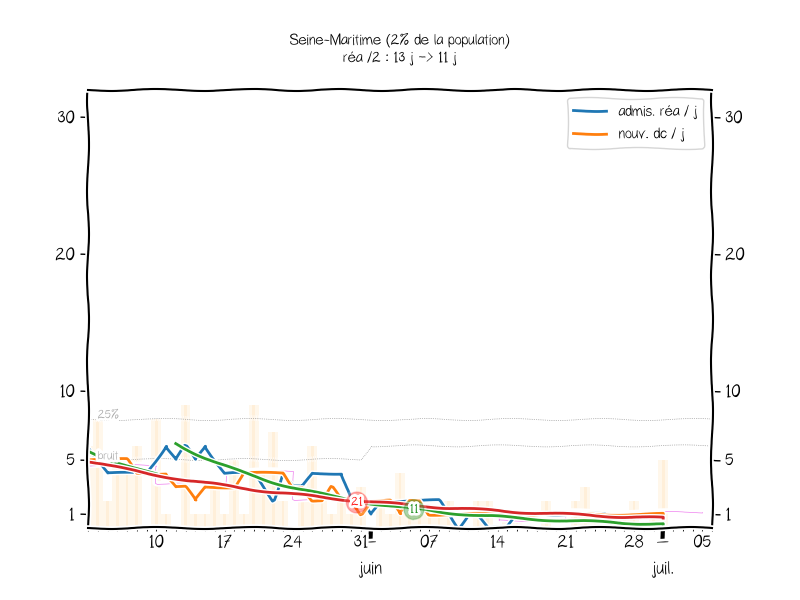 Seine-Maritime (2% de la population)
réa /2 : 13 j -> 11 j
admis. réa / j
nouv. dc / j
30
30
20
20
10
10
25%
bruit
5
5
21
11
1
1
10 17 24 31 07 14 21 28 05
juin juil.